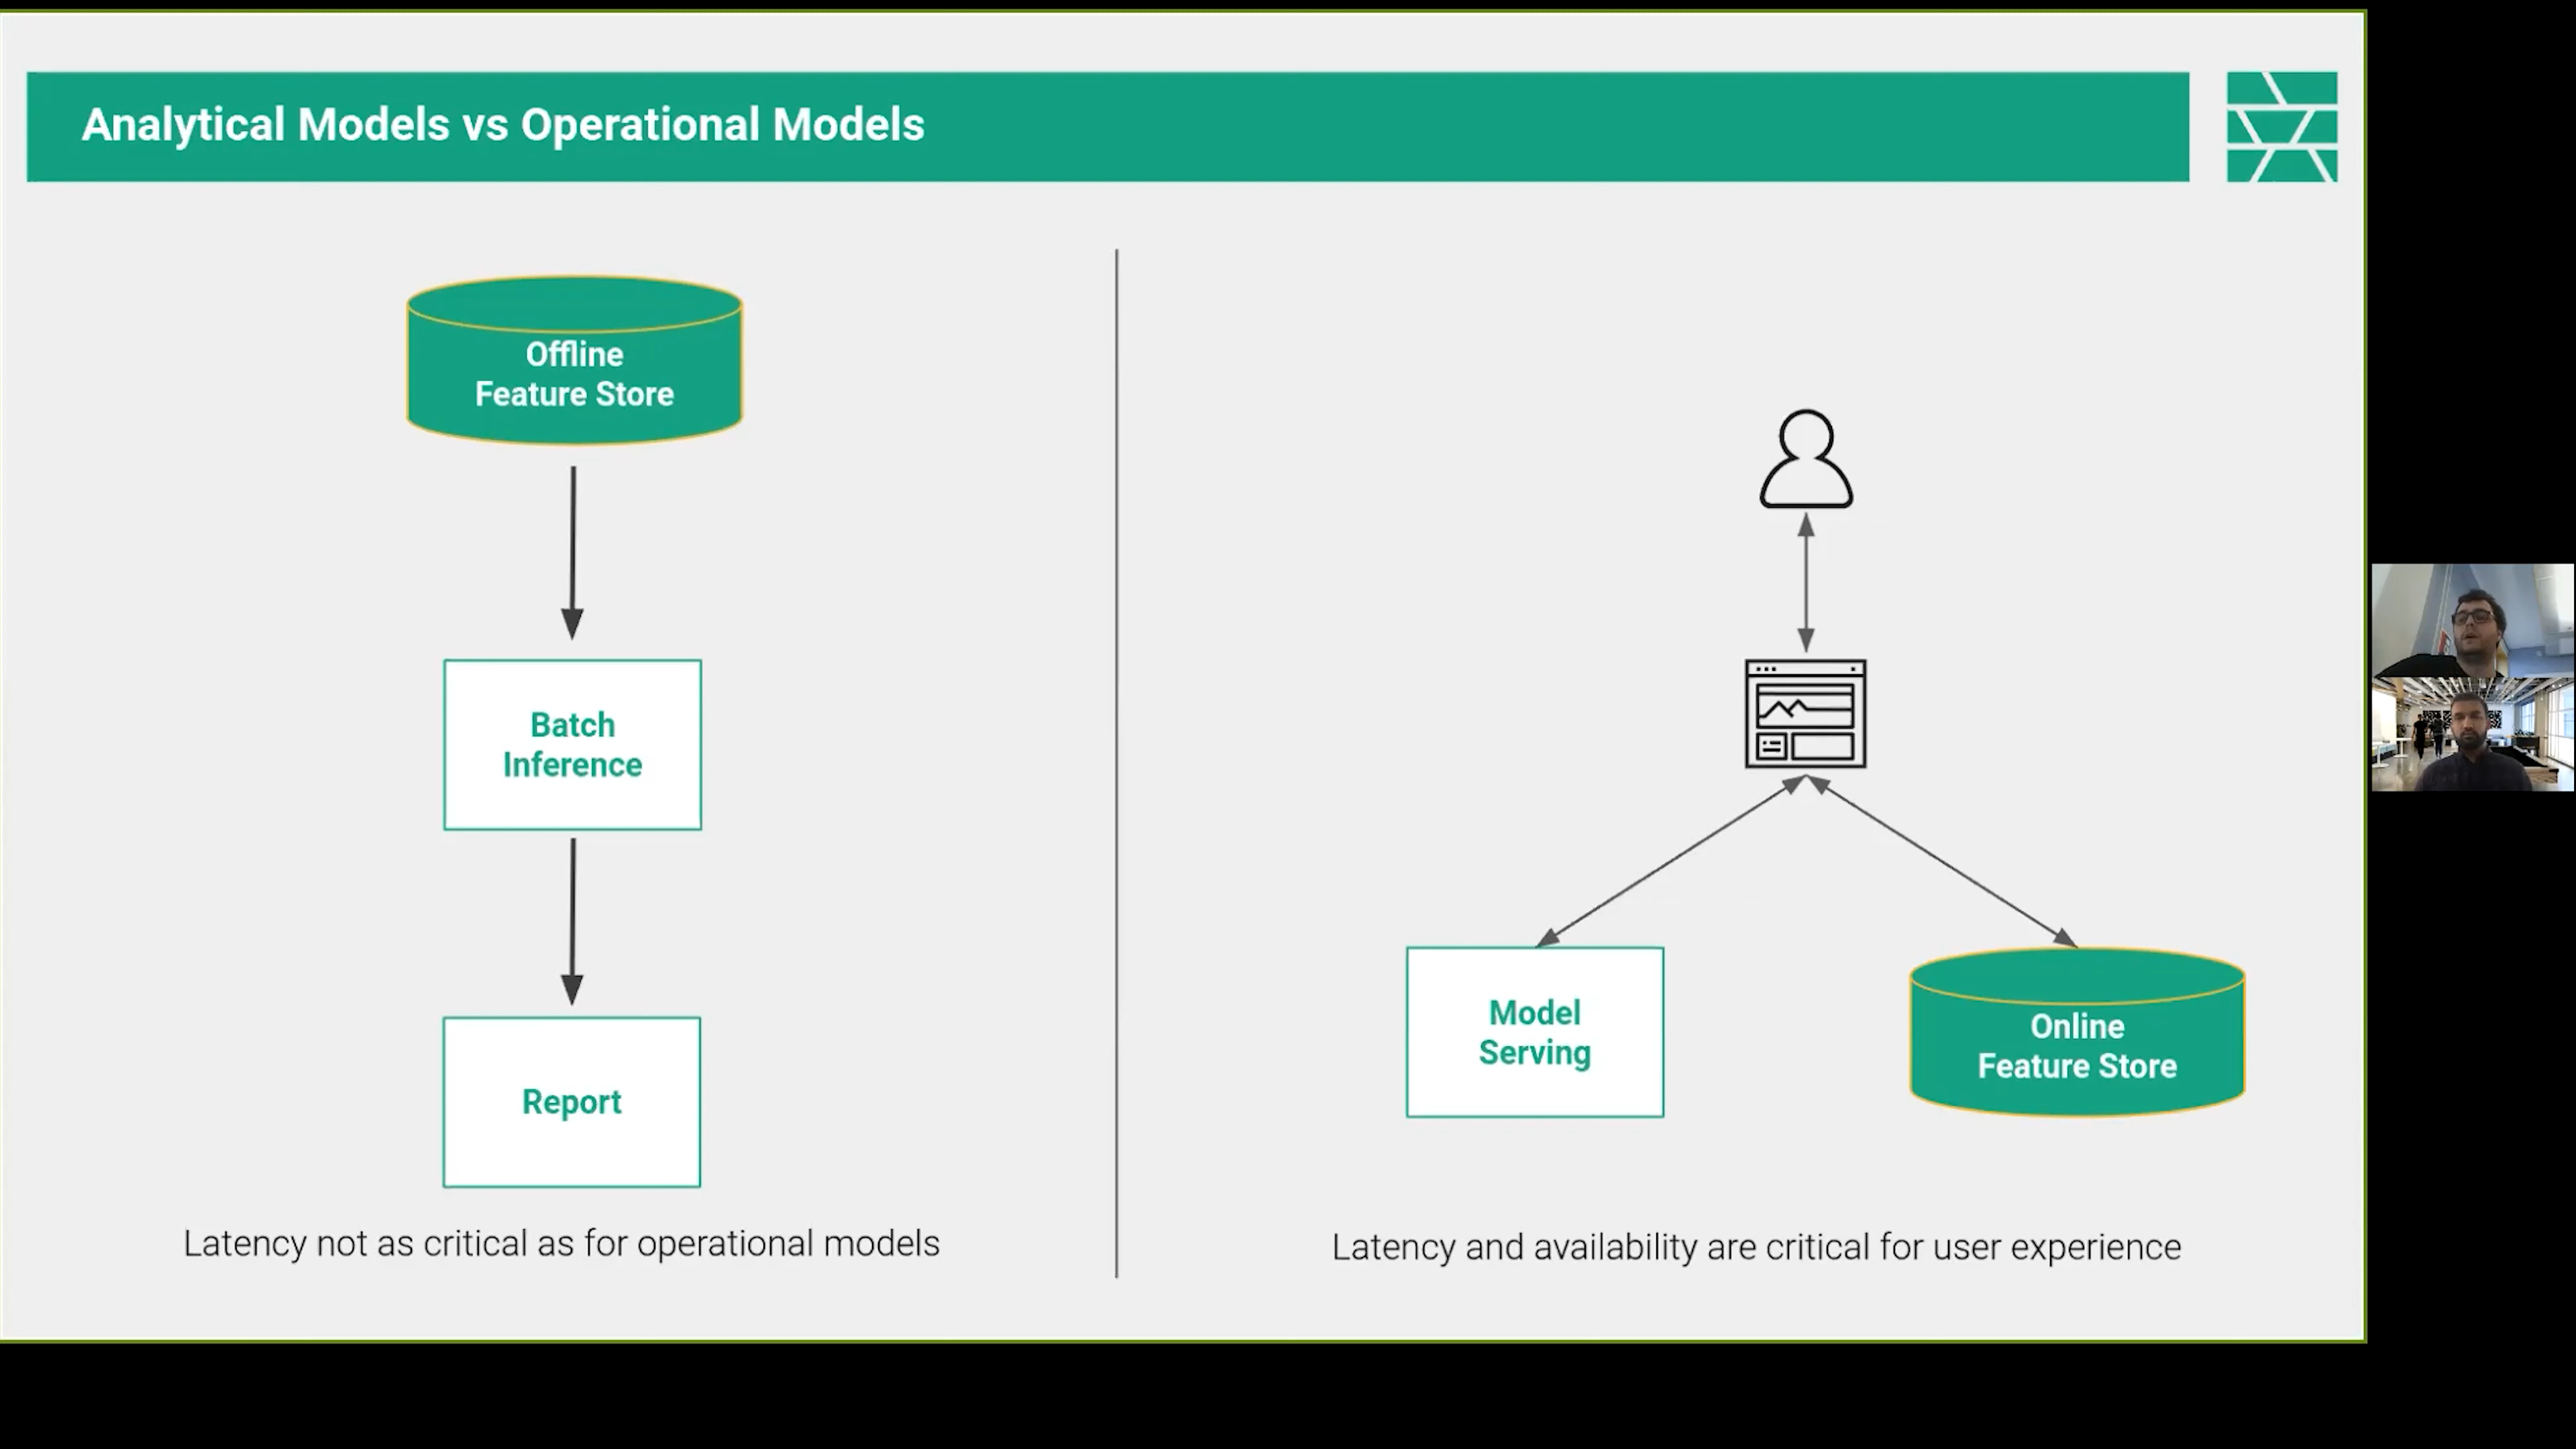 Analytical Models vs Operational Models
Offline
Feature Store
Batch
Inference
Report
Latency not as critical as for operational models
Model
Serving
Online
Feature Store
Latency and availability are critical for user experience